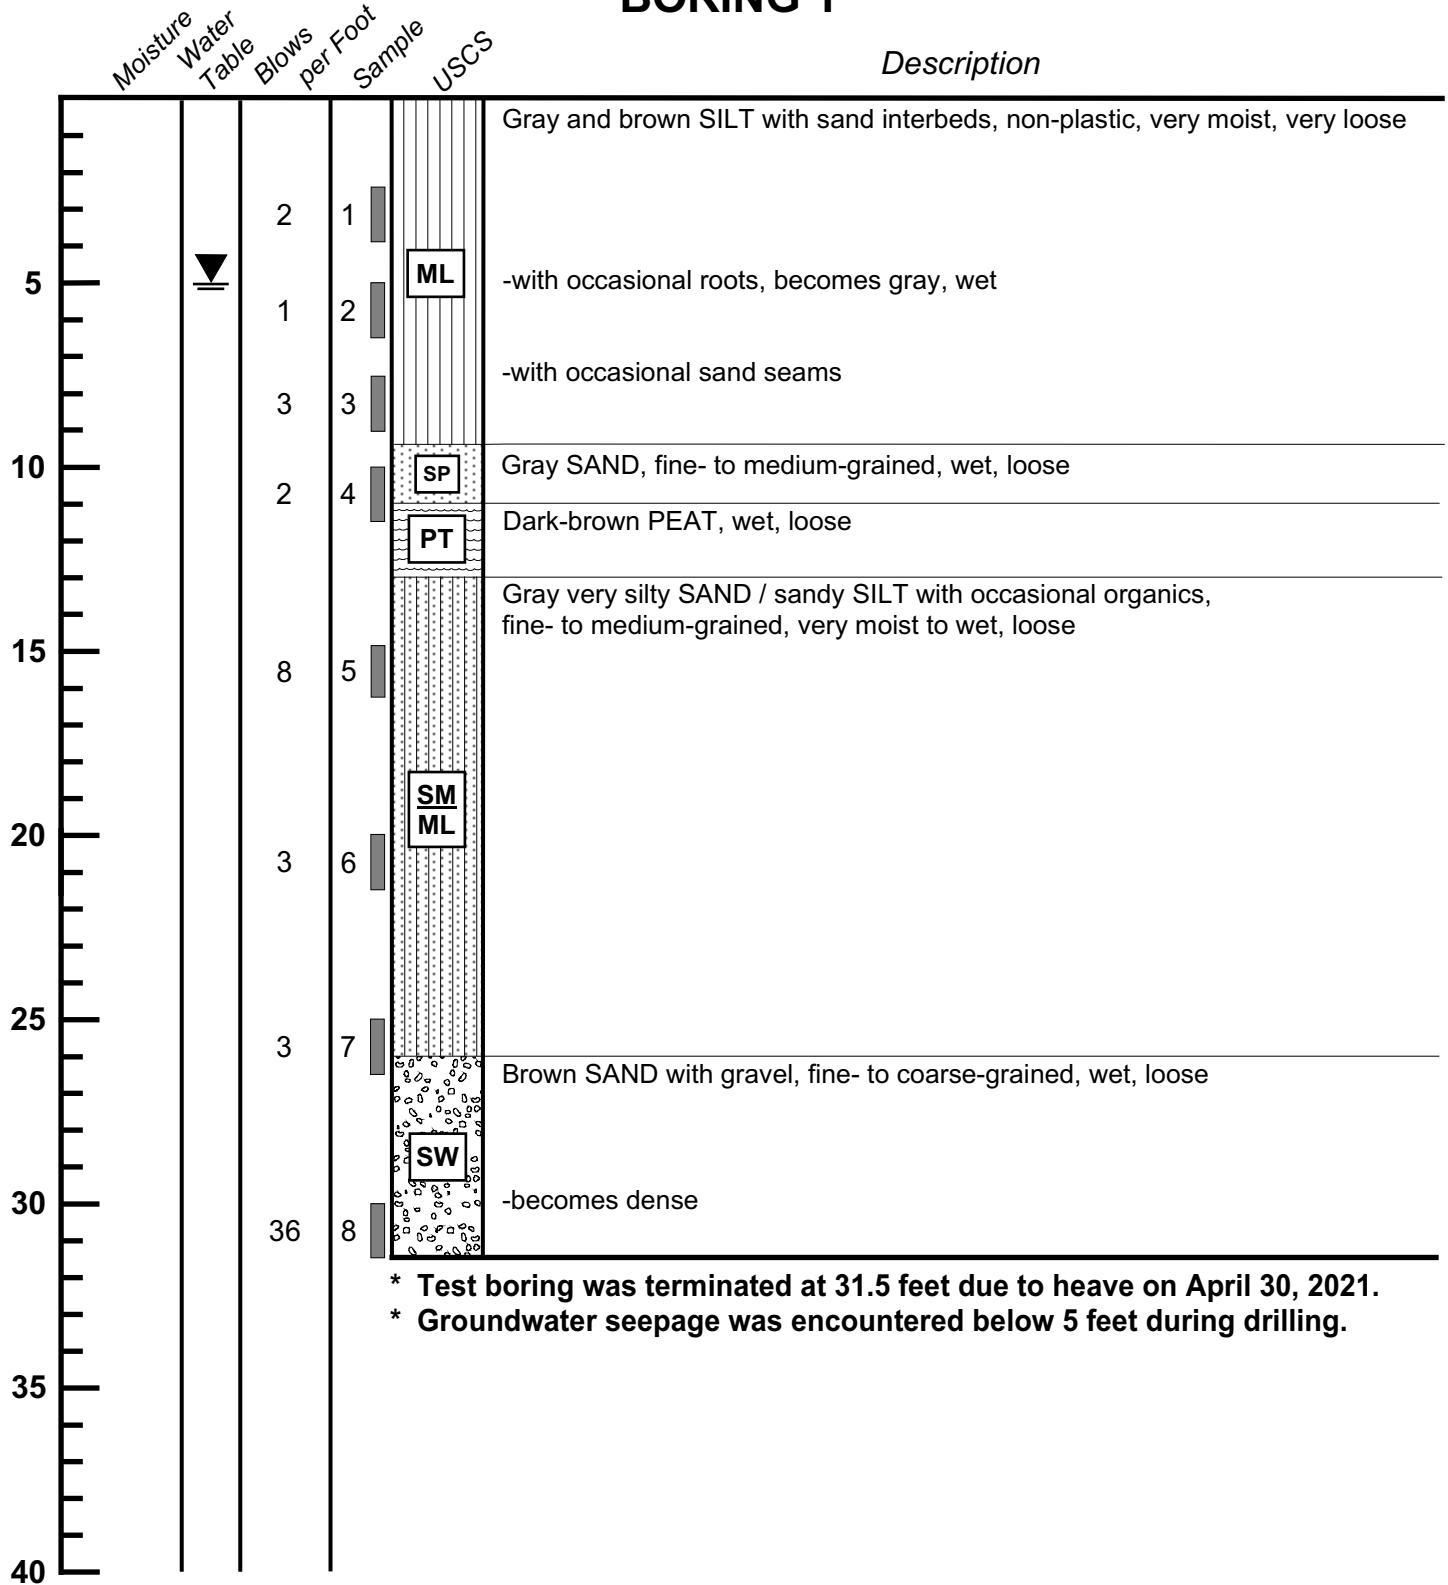 BORING 1
Moisture
Water
Table
Blows
per Foot
Sample
USCS
Description
Gray and brown SILT with sand interbeds, non-plastic, very moist, very loose
2 1
ML
5 -with occasional roots, becomes gray, wet
1 2
-with occasional sand seams
3 3
10 SP Gray SAND, fine- to medium-grained, wet, loose
2 4
Dark-brown PEAT, wet, loose
PT
Gray very silty SAND / sandy SILT with occasional organics,
fine- to medium-grained, very moist to wet, loose
15
8 5
SM
ML
20
3 6
25
3 7
Brown SAND with gravel, fine- to coarse-grained, wet, loose
SW
30 -becomes dense
36 8
* Test boring was terminated at 31.5 feet due to heave on April 30, 2021.
* Groundwater seepage was encountered below 5 feet during drilling.
35
40